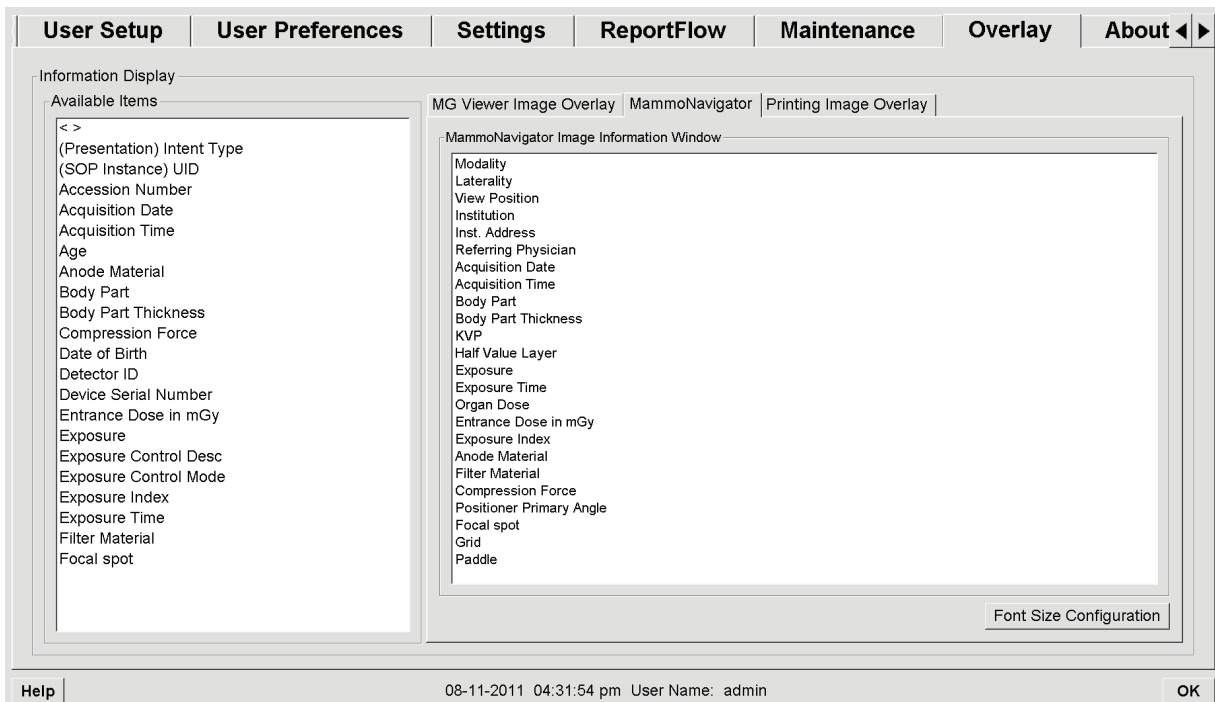 User Setup User Preferences Settings ReportFlow Maintenance Overlay About
Information Display
Available Items
< >
(Presentation) Intent Type
(SOP Instance) UID
Accession Number
Acquisition Date
Acquisition Time
Age
Anode Material
Body Part
Body Part Thickness
Compression Force
Date of Birth
Detector ID
Device Serial Number
Entrance Dose in mGy
Exposure
Exposure Control Desc
Exposure Control Mode
Exposure Index
Exposure Time
Filter Material
Focal spot
MG Viewer Image Overlay MammoNavigator Printing Image Overlay
MammoNavigator Image Information Window
Modality
Laterality
View Position
Institution
Inst. Address
Referring Physician
Acquisition Date
Acquisition Time
Body Part
Body Part Thickness
KVP
Half Value Layer
Exposure
Exposure Time
Organ Dose
Entrance Dose in mGy
Exposure Index
Anode Material
Filter Material
Compression Force
Positioner Primary Angle
Focal spot
Grid
Paddle
Font Size Configuration
Help 08-11-2011 04:31:54 pm User Name: admin OK